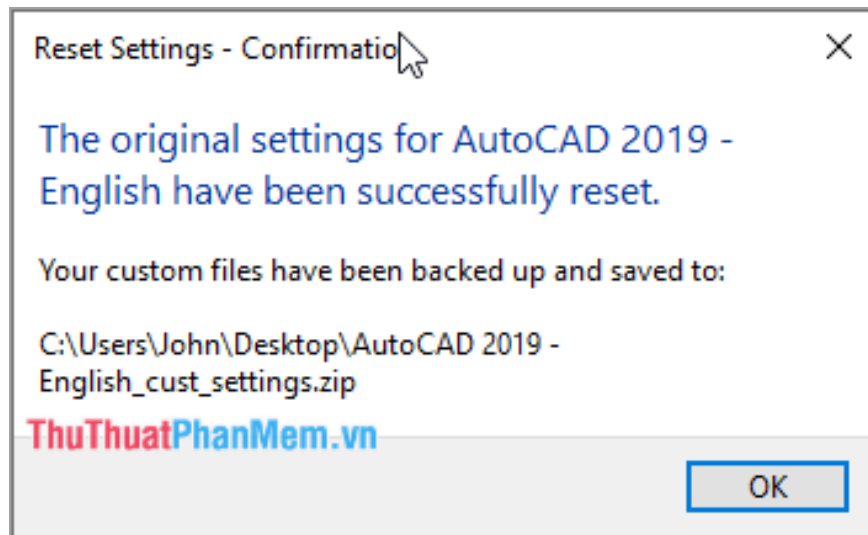 Reset Settings - Confirmatio
The original settings for AutoCAD 2019 -
English have been successfully reset.
Your custom files have been backed up and saved to:
C:\Users\John\Desktop\AutoCAD 2019 -
English_cust_settings.zip
ThuThuatPhanMem.vn
OK